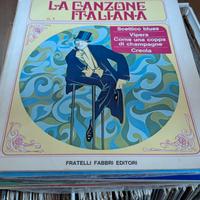 LA CANZONE
ITALIANA
Scettico blues
Vipera
Come una coppa
di champagne
Creola
FRATELLI FABBRI EDITORI